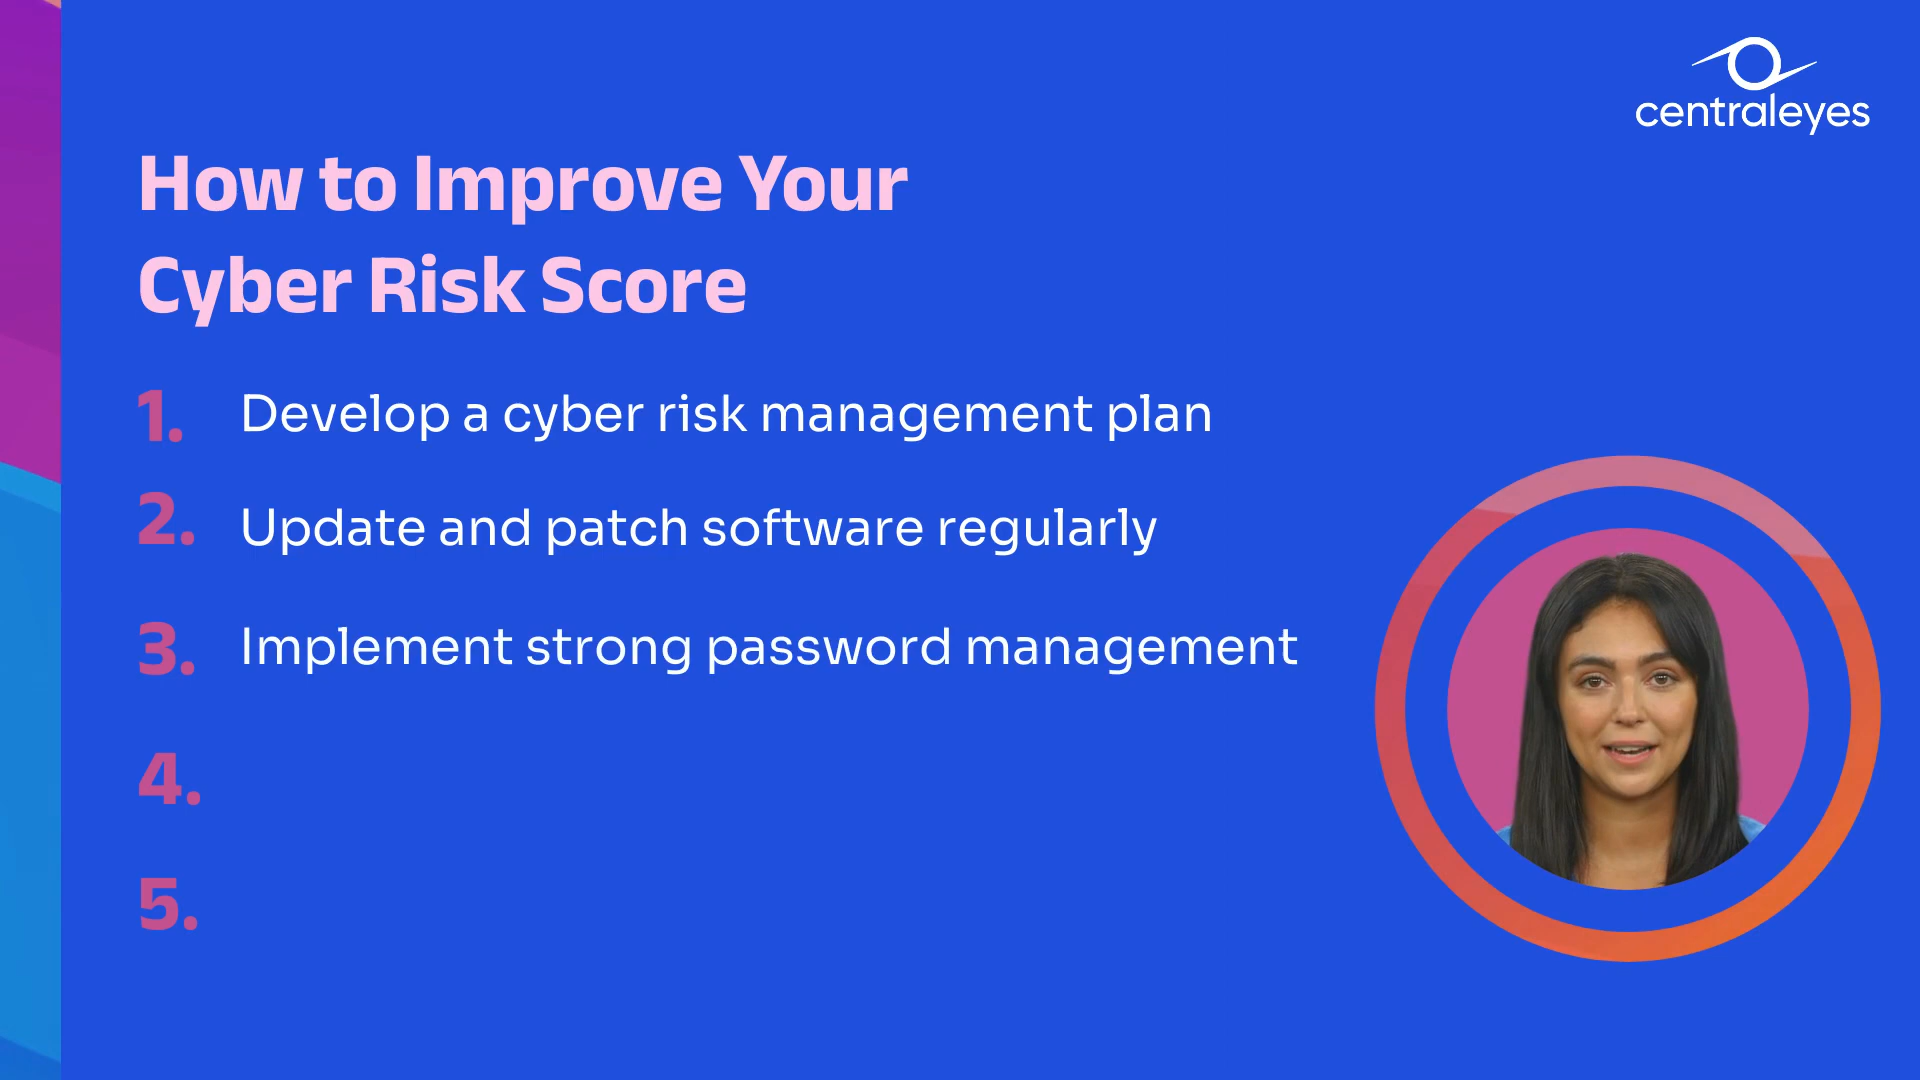 centraleyes
How to Improve Your
Cyber Risk Score
1. Develop a cyber risk management plan
2. Update and patch software regularly
3. Implement strong password management
4.
5.